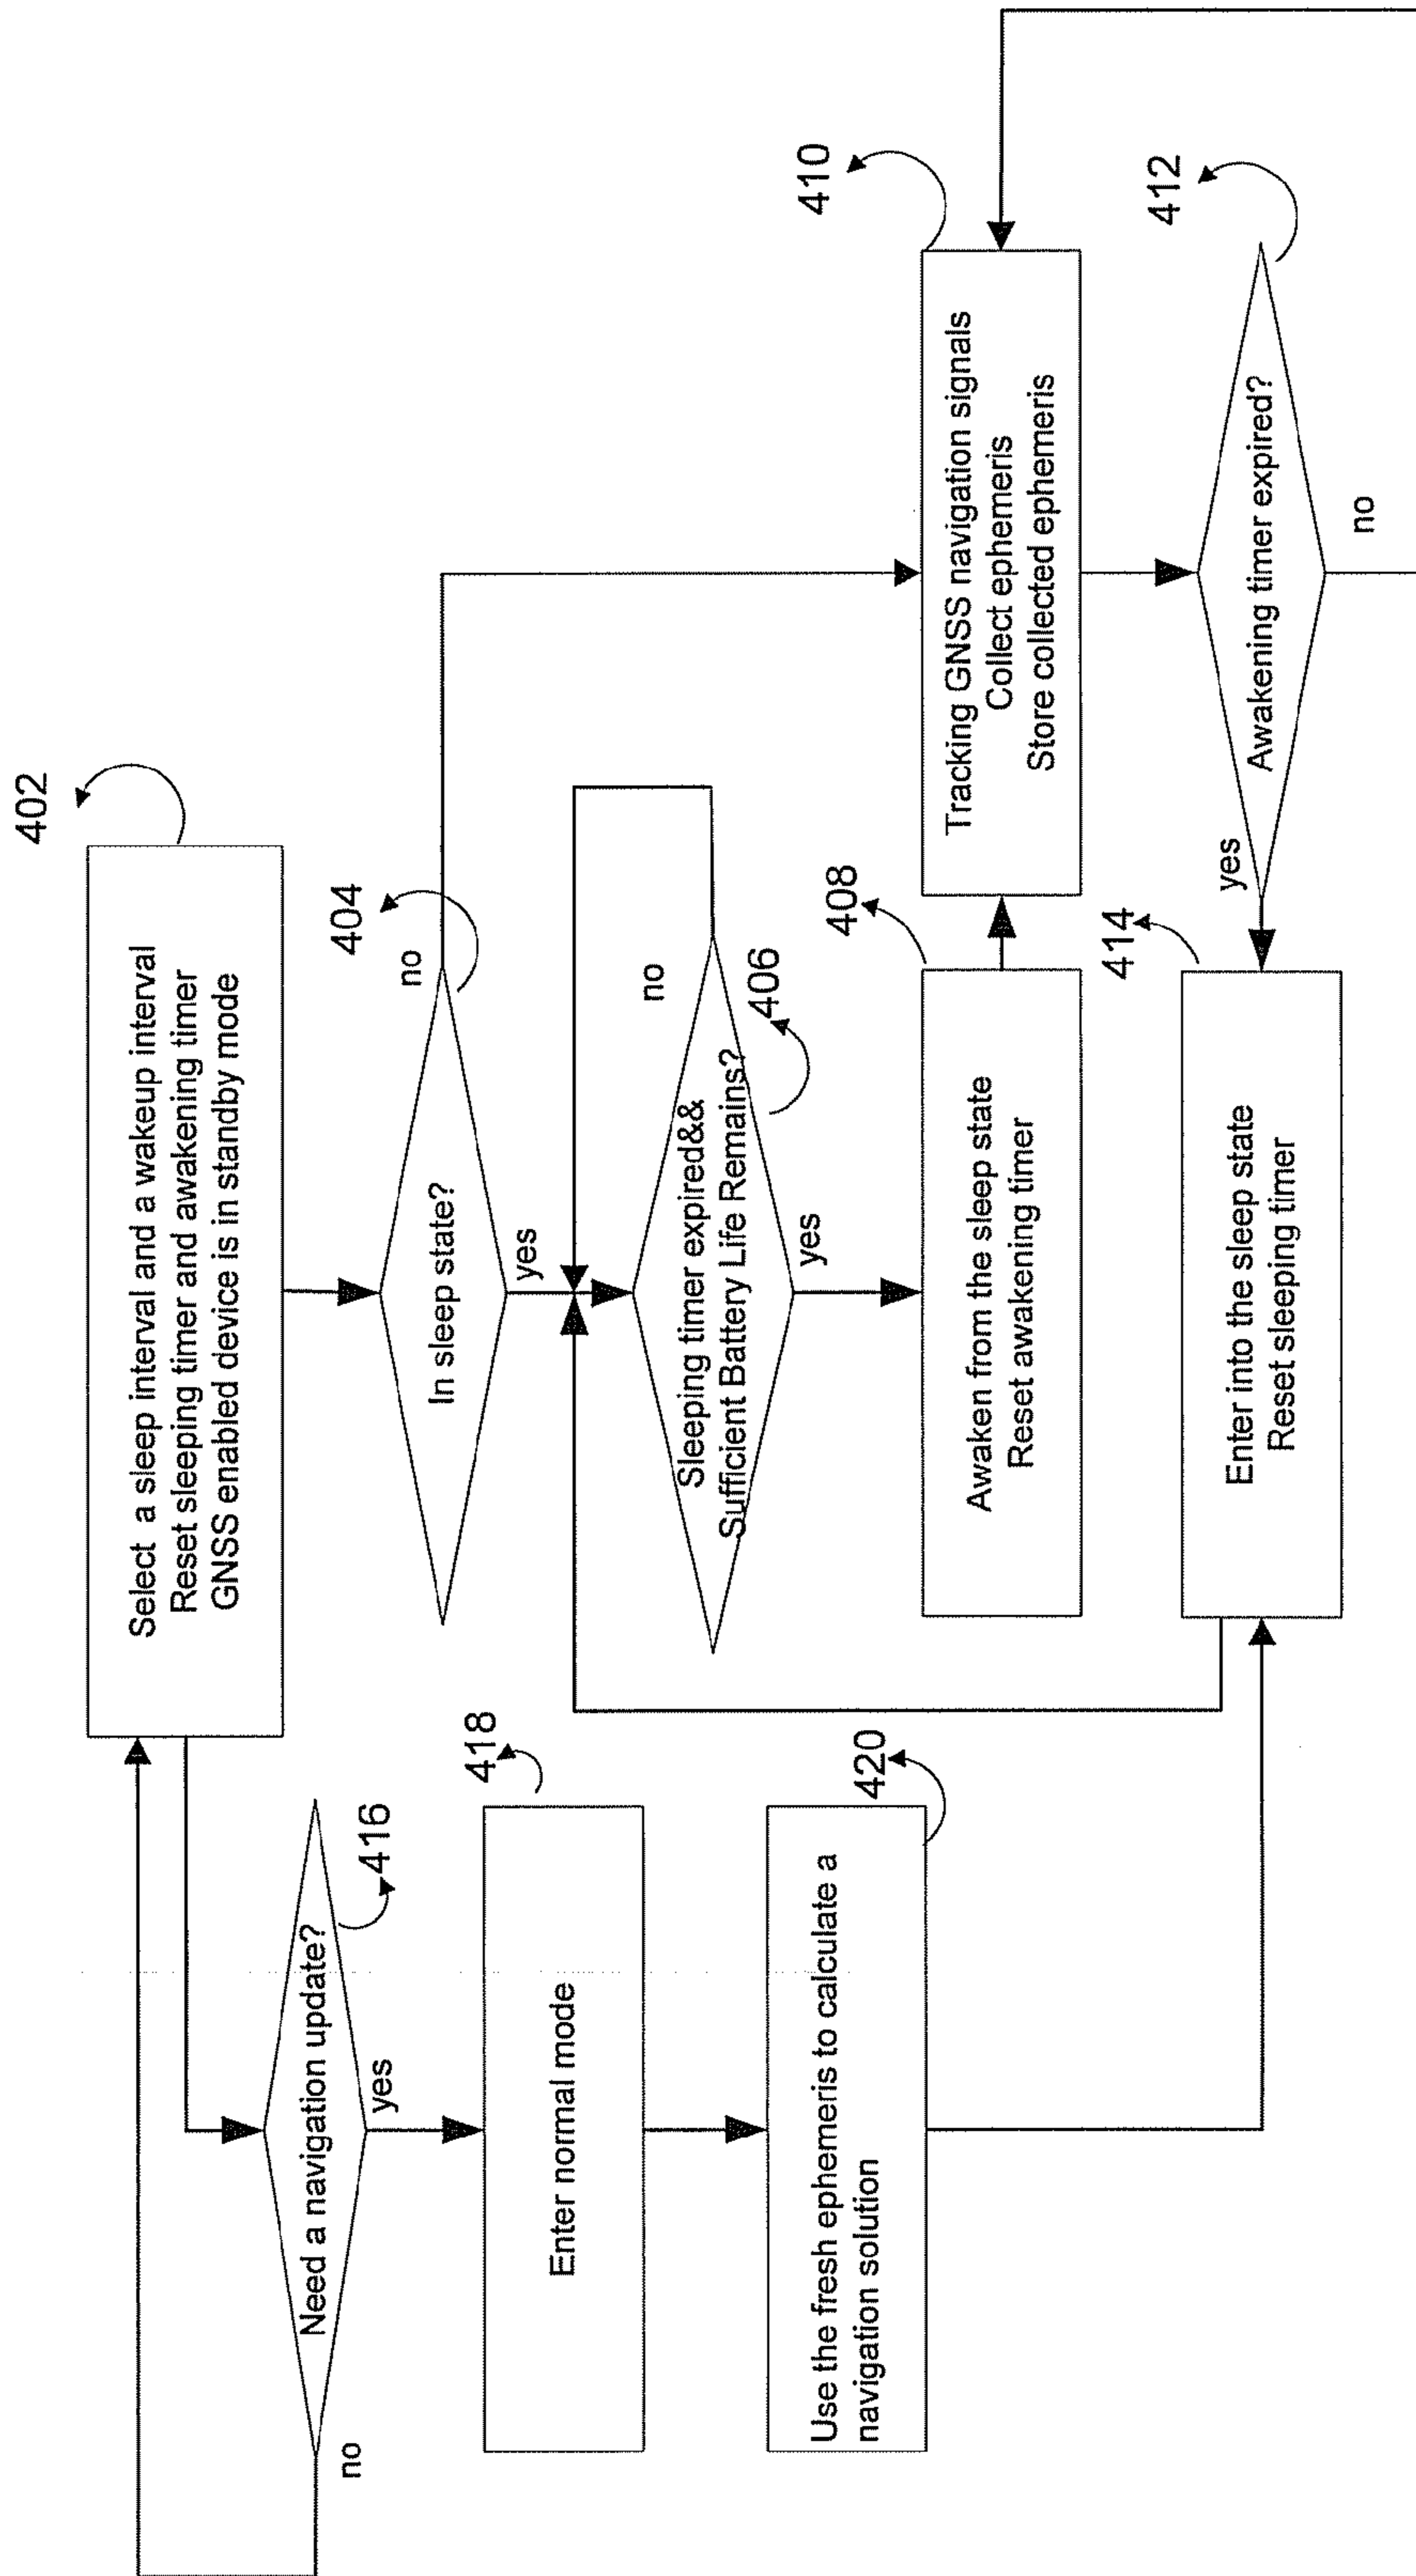 402
Select a sleep interval and a wakeup interval
Reset sleeping timer and awakening timer
GNSS enabled device is in standby mode
404
In sleep state?
no
yes
406
Sleeping timer expired&&
Sufficient Battery Life Remains?
no
yes
408
Awaken from the sleep state
Reset awakening timer
410
Tracking GNSS navigation signals
Collect ephemeris
Store collected ephemeris
412
Awakening timer expired?
yes
no
414
Enter into the sleep state
Reset sleeping timer
416
Need a navigation update?
no
yes
418
Enter normal mode
420
Use the fresh ephemeris to calculate a
navigation solution